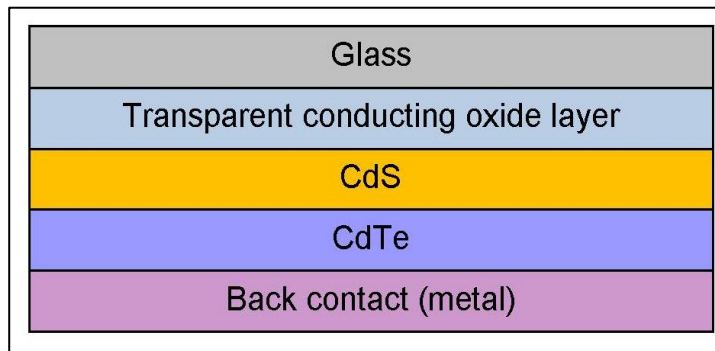 Glass
Transparent conducting oxide layer
CdS
CdTe
Back contact (metal)